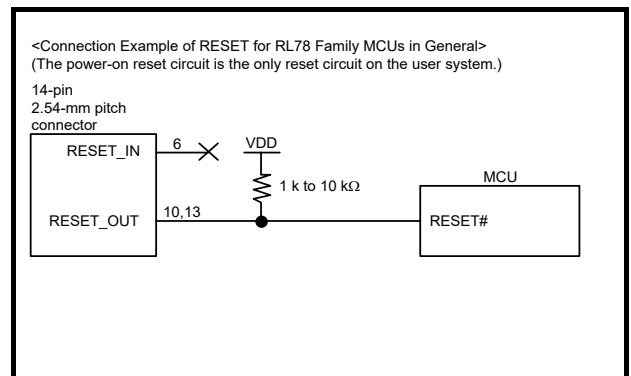 <Connection Example of RESET for RL78 Family MCUs in General>
(The power-on reset circuit is the only reset circuit on the user system.)
14-pin
2.54-mm pitch
connector
RESET_IN
6
VDD
1 k to 10 kΩ
MCU
RESET_OUT
10,13
RESET#